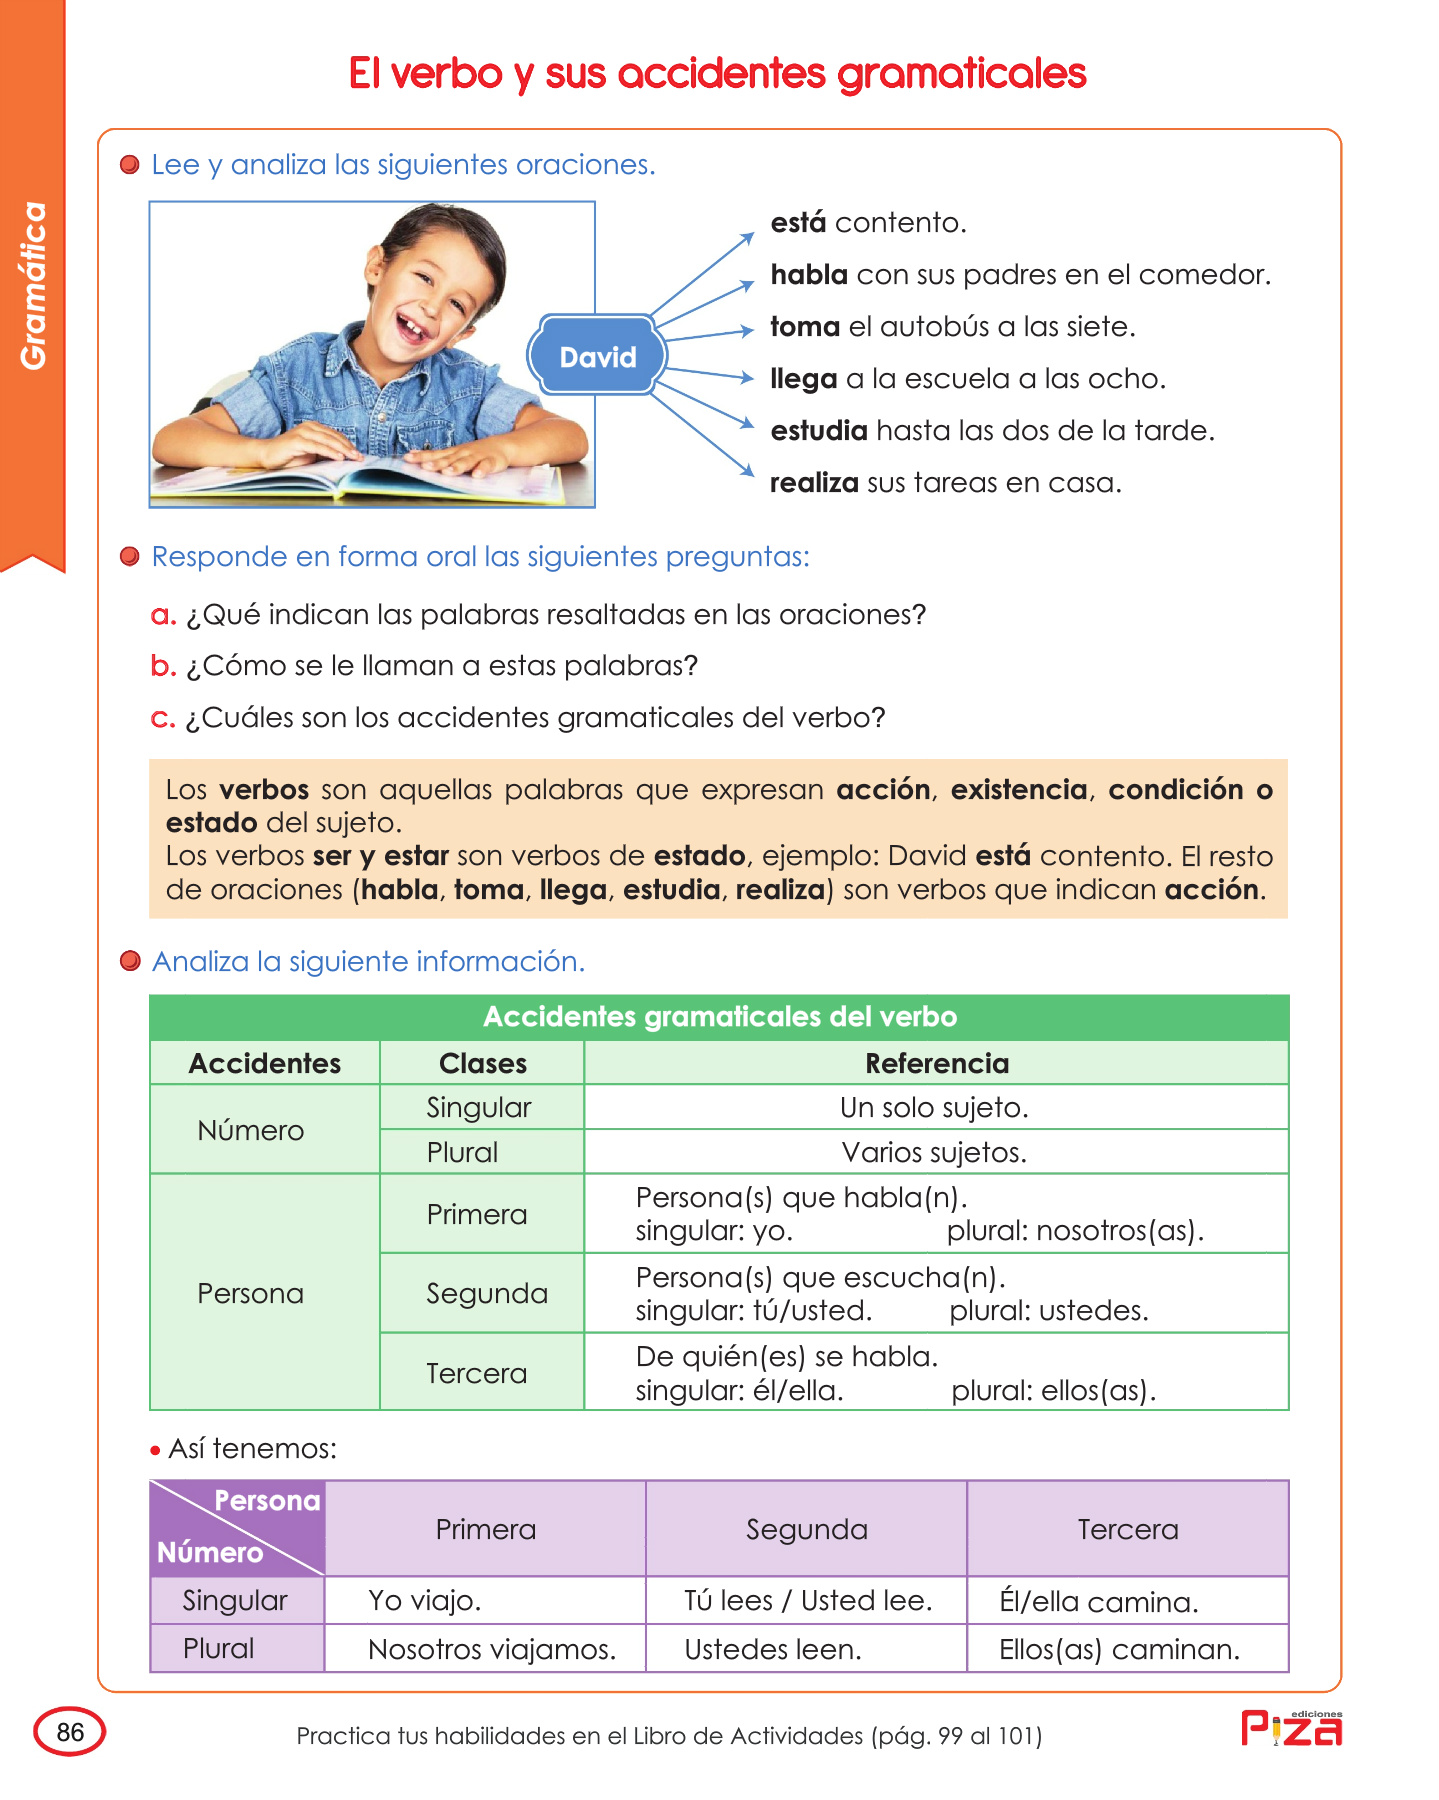 El verbo y sus accidentes gramaticales
Gramática
Lee y analiza las siguientes oraciones.
David
está contento.
habla con sus padres en el comedor.
toma el autobús a las siete.
llega a la escuela a las ocho.
estudia hasta las dos de la tarde.
realiza sus tareas en casa.
Responde en forma oral las siguientes preguntas:
a. ¿Qué indican las palabras resaltadas en las oraciones?
b. ¿Cómo se le llaman a estas palabras?
c. ¿Cuáles son los accidentes gramaticales del verbo?
Los verbos son aquellas palabras que expresan acción, existencia, condición o
estado del sujeto.
Los verbos ser y estar son verbos de estado, ejemplo: David está contento. El resto
de oraciones (habla, toma, llega, estudia, realiza) son verbos que indican acción.
Analiza la siguiente información.
Accidentes gramaticales del verbo
Accidentes Clases Referencia
Número
Singular Un solo sujeto.
Plural Varios sujetos.
Persona
Primera
Persona(s) que habla(n).
singular: yo. plural: nosotros(as).
Segunda
Persona(s) que escucha(n).
singular: tú/usted. plural: ustedes.
Tercera
De quién(es) se habla.
singular: él/ella. plural: ellos(as).
• Así tenemos:
Persona
Número
Primera Segunda Tercera
Singular Yo viajo. Tú lees / Usted lee. Él/ella camina.
Plural Nosotros viajamos. Ustedes leen. Ellos(as) caminan.
86
Practica tus habilidades en el Libro de Actividades (pág. 99 al 101)
ediciones
Piza